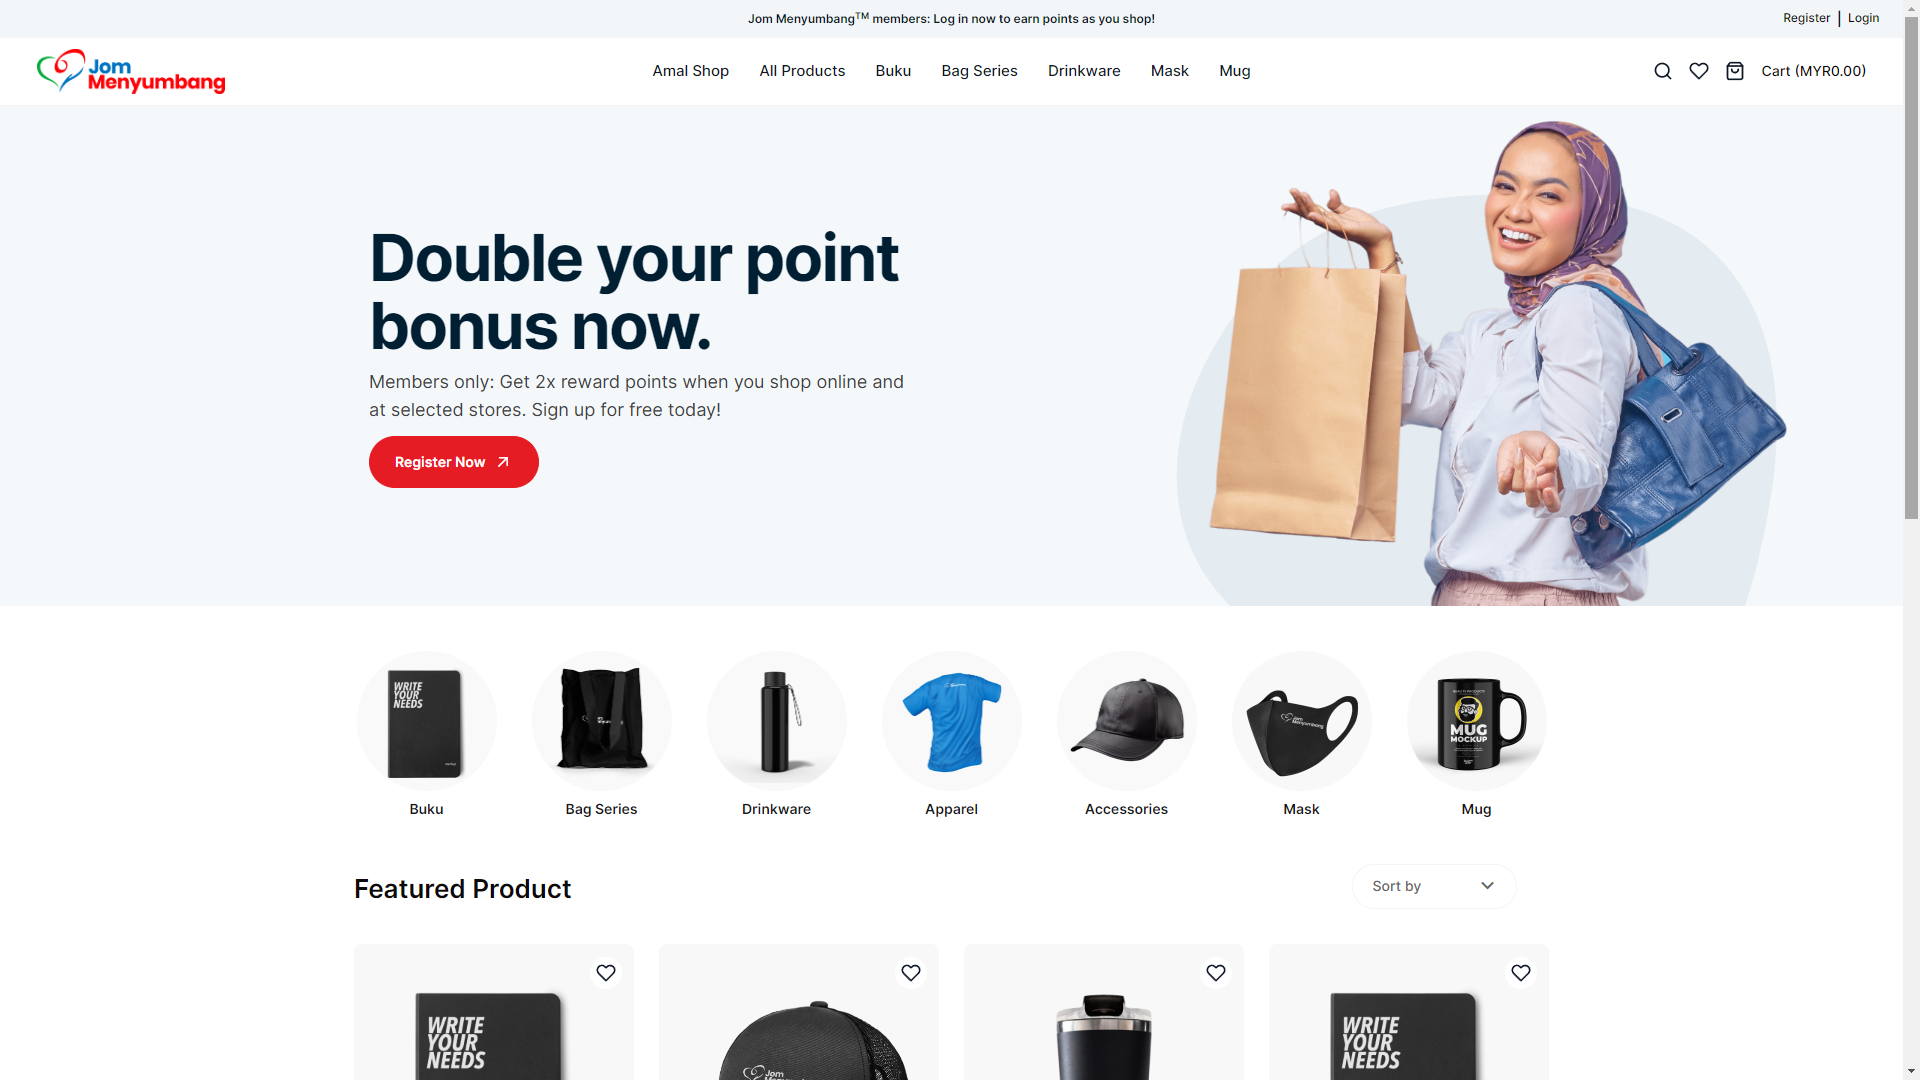 Jom Menyumbang™ members: Log in now to earn points as you shop!
Register | Login
Jom
Menyumbang
Amal Shop
All Products
Buku
Bag Series
Drinkware
Mask
Mug
Cart (MYR0.00)
Double your point
bonus now.
Members only: Get 2x reward points when you shop online and
at selected stores. Sign up for free today!
Register Now
WRITE
YOUR
NEEDS
Jom
Menyumbang
MUG
MOCKUP
Buku
Bag Series
Drinkware
Apparel
Accessories
Mask
Mug
Featured Product
Sort by
WRITE
YOUR
NEEDS
Jom
WRITE
YOUR
NEEDS